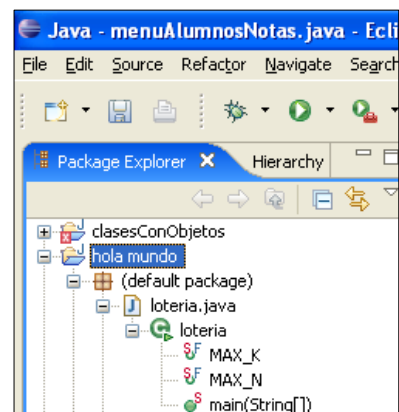 Java - menuAlumnosNotas.java - Ecli
File Edit Source Refactor Navigate Search
Package Explorer Hierarchy
clasesConObjetos
hola mundo
(default package)
loteria.java
loteria
MAX_K
MAX_N
main(String[])